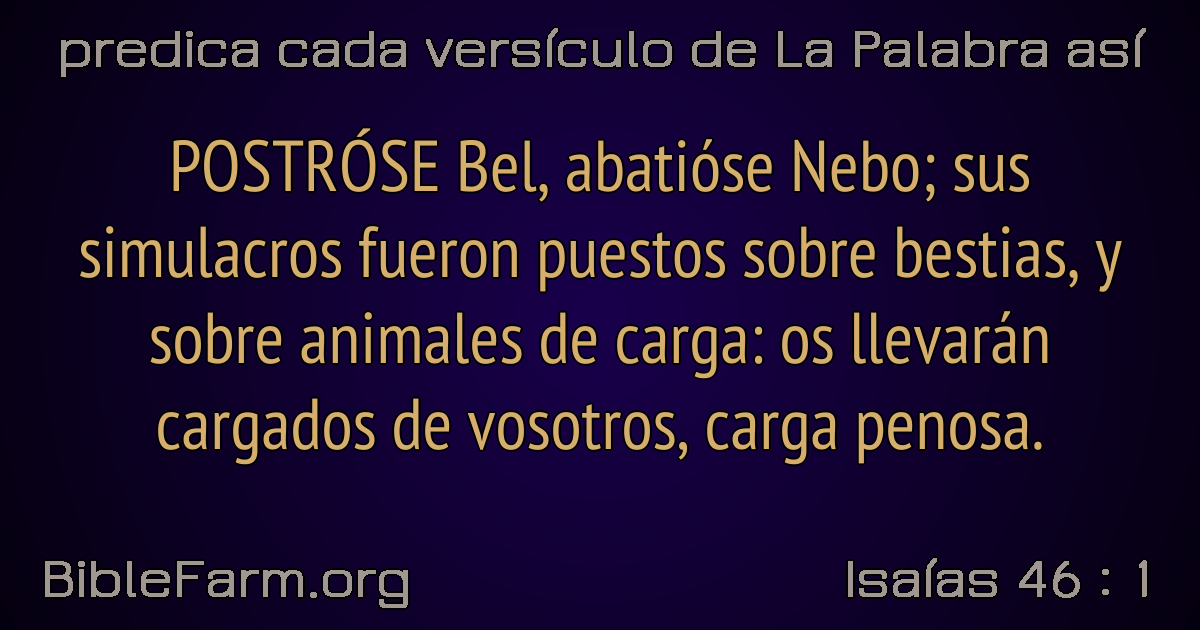 predica cada versículo de La Palabra así
POSTRÓSE Bel, abatióse Nebo; sus
simulacros fueron puestos sobre bestias, y
sobre animales de carga: os llevarán
cargados de vosotros, carga penosa.
BibleFarm.org
Isaías 46 : 1